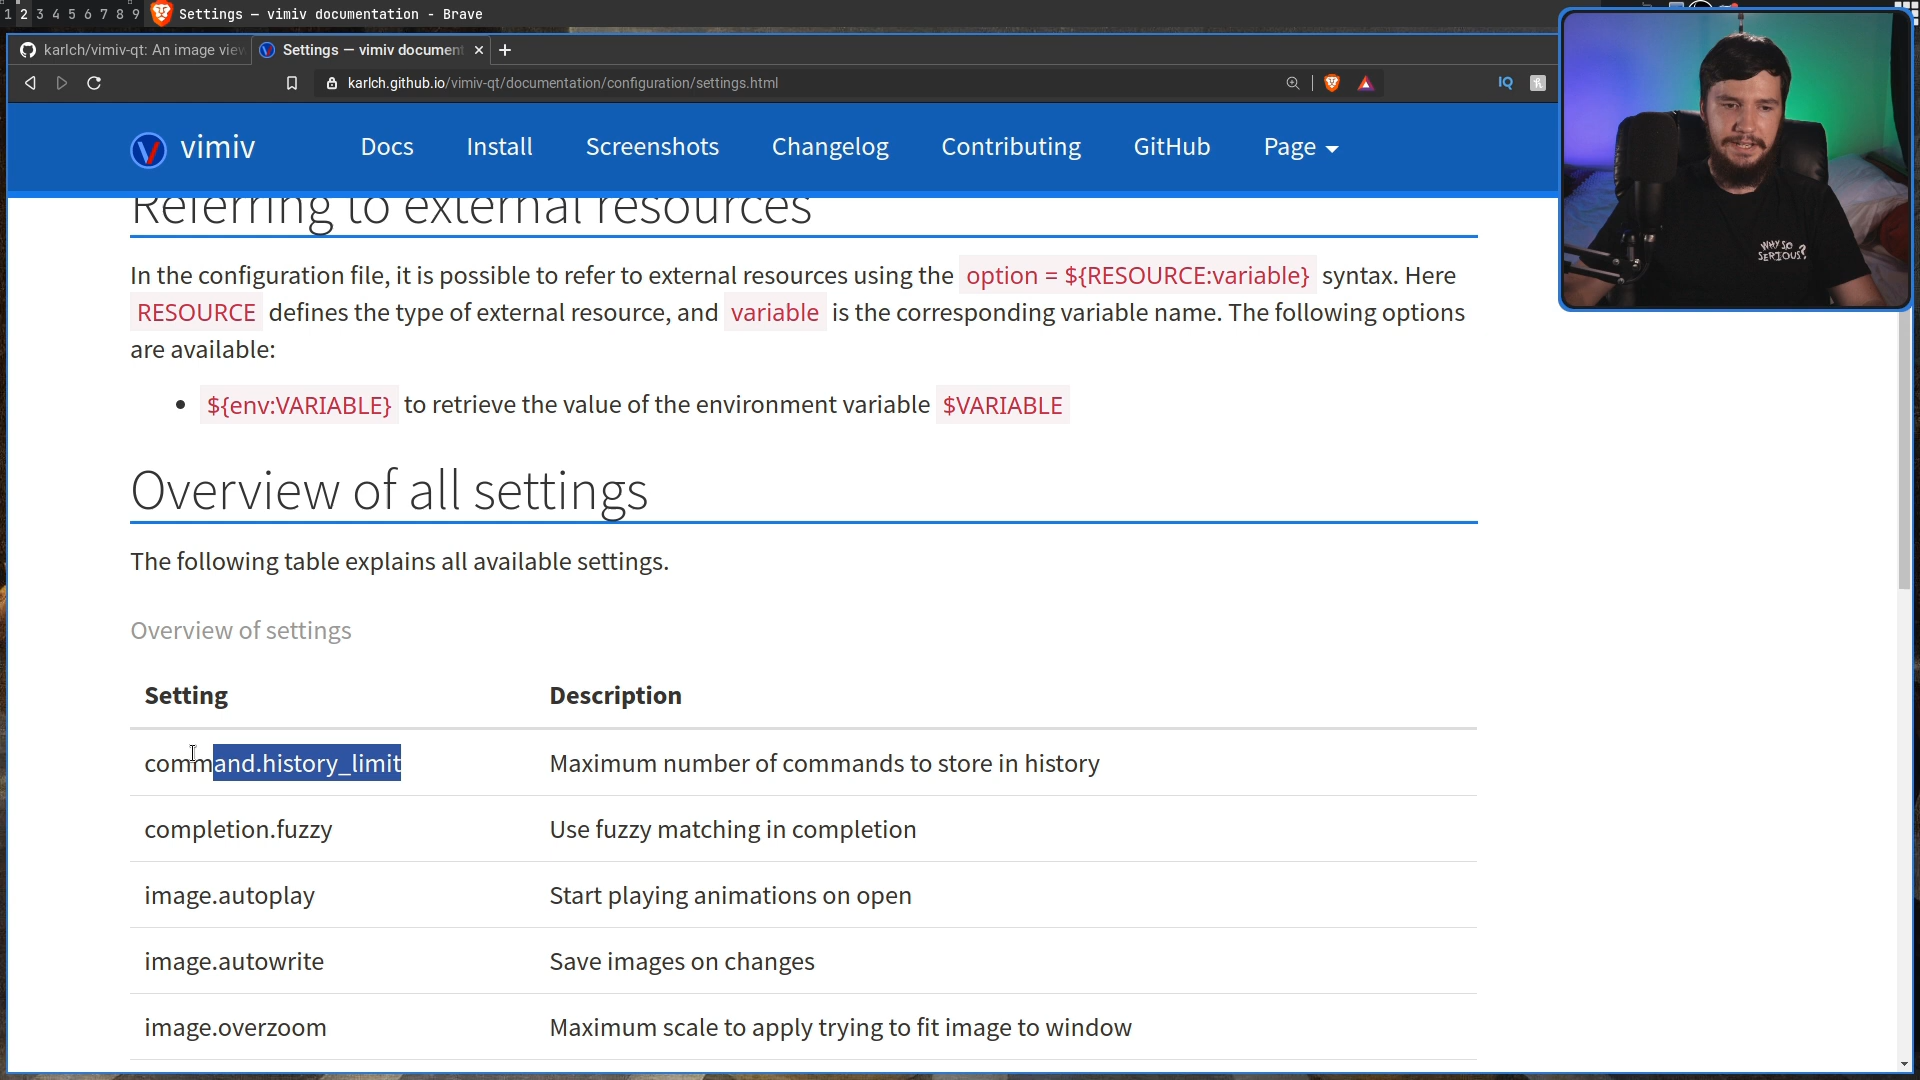 1 2 3 4 5 6 7 8 9 Settings — vimiv documentation - Brave
karlch/vimiv-qt: An image view
Settings — vimiv document
karlch.github.io/vimiv-qt/documentation/configuration/settings.html
IQ
vimiv
Docs
Install
Screenshots
Changelog
Contributing
GitHub
Page
WHY SO
SERIOUS?
Referring to external resources
In the configuration file, it is possible to refer to external resources using the option = ${RESOURCE:variable} syntax. Here
RESOURCE defines the type of external resource, and variable is the corresponding variable name. The following options
are available:
• ${env:VARIABLE} to retrieve the value of the environment variable $VARIABLE
Overview of all settings
The following table explains all available settings.
Overview of settings
Setting Description
command.history_limit Maximum number of commands to store in history
completion.fuzzy Use fuzzy matching in completion
image.autoplay Start playing animations on open
image.autowrite Save images on changes
image.overzoom Maximum scale to apply trying to fit image to window